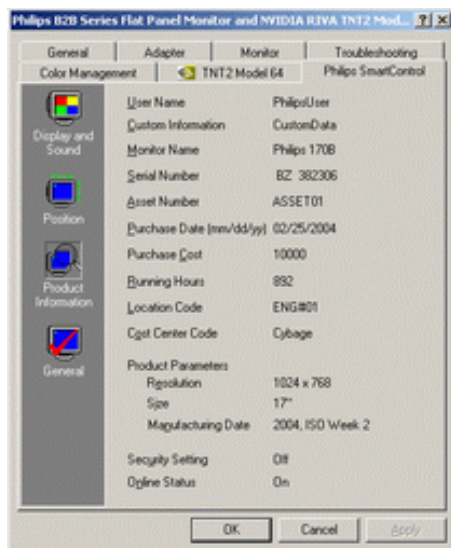 Philips B2B Series Flat Panel Monitor and NVIDIA RIVA TNT2 Mod...
General Adapter Monitor Troubleshooting
Color Management TNT2 Model 64 Philips SmartControl
Display and Sound
Position
Product Information
General
User Name PhilipsUser
Custom Information CustomData
Monitor Name Philips 170B
Serial Number BZ 382306
Asset Number ASSET01
Purchase Date (mm/dd/yy) 02/25/2004
Purchase Cost 10000
Running Hours 892
Location Code ENG#01
Cost Center Code Cybage
Product Parameters
Resolution 1024 x 768
Size 17"
Manufacturing Date 2004, ISO Week 2
Security Setting Off
Online Status On
OK Cancel Apply